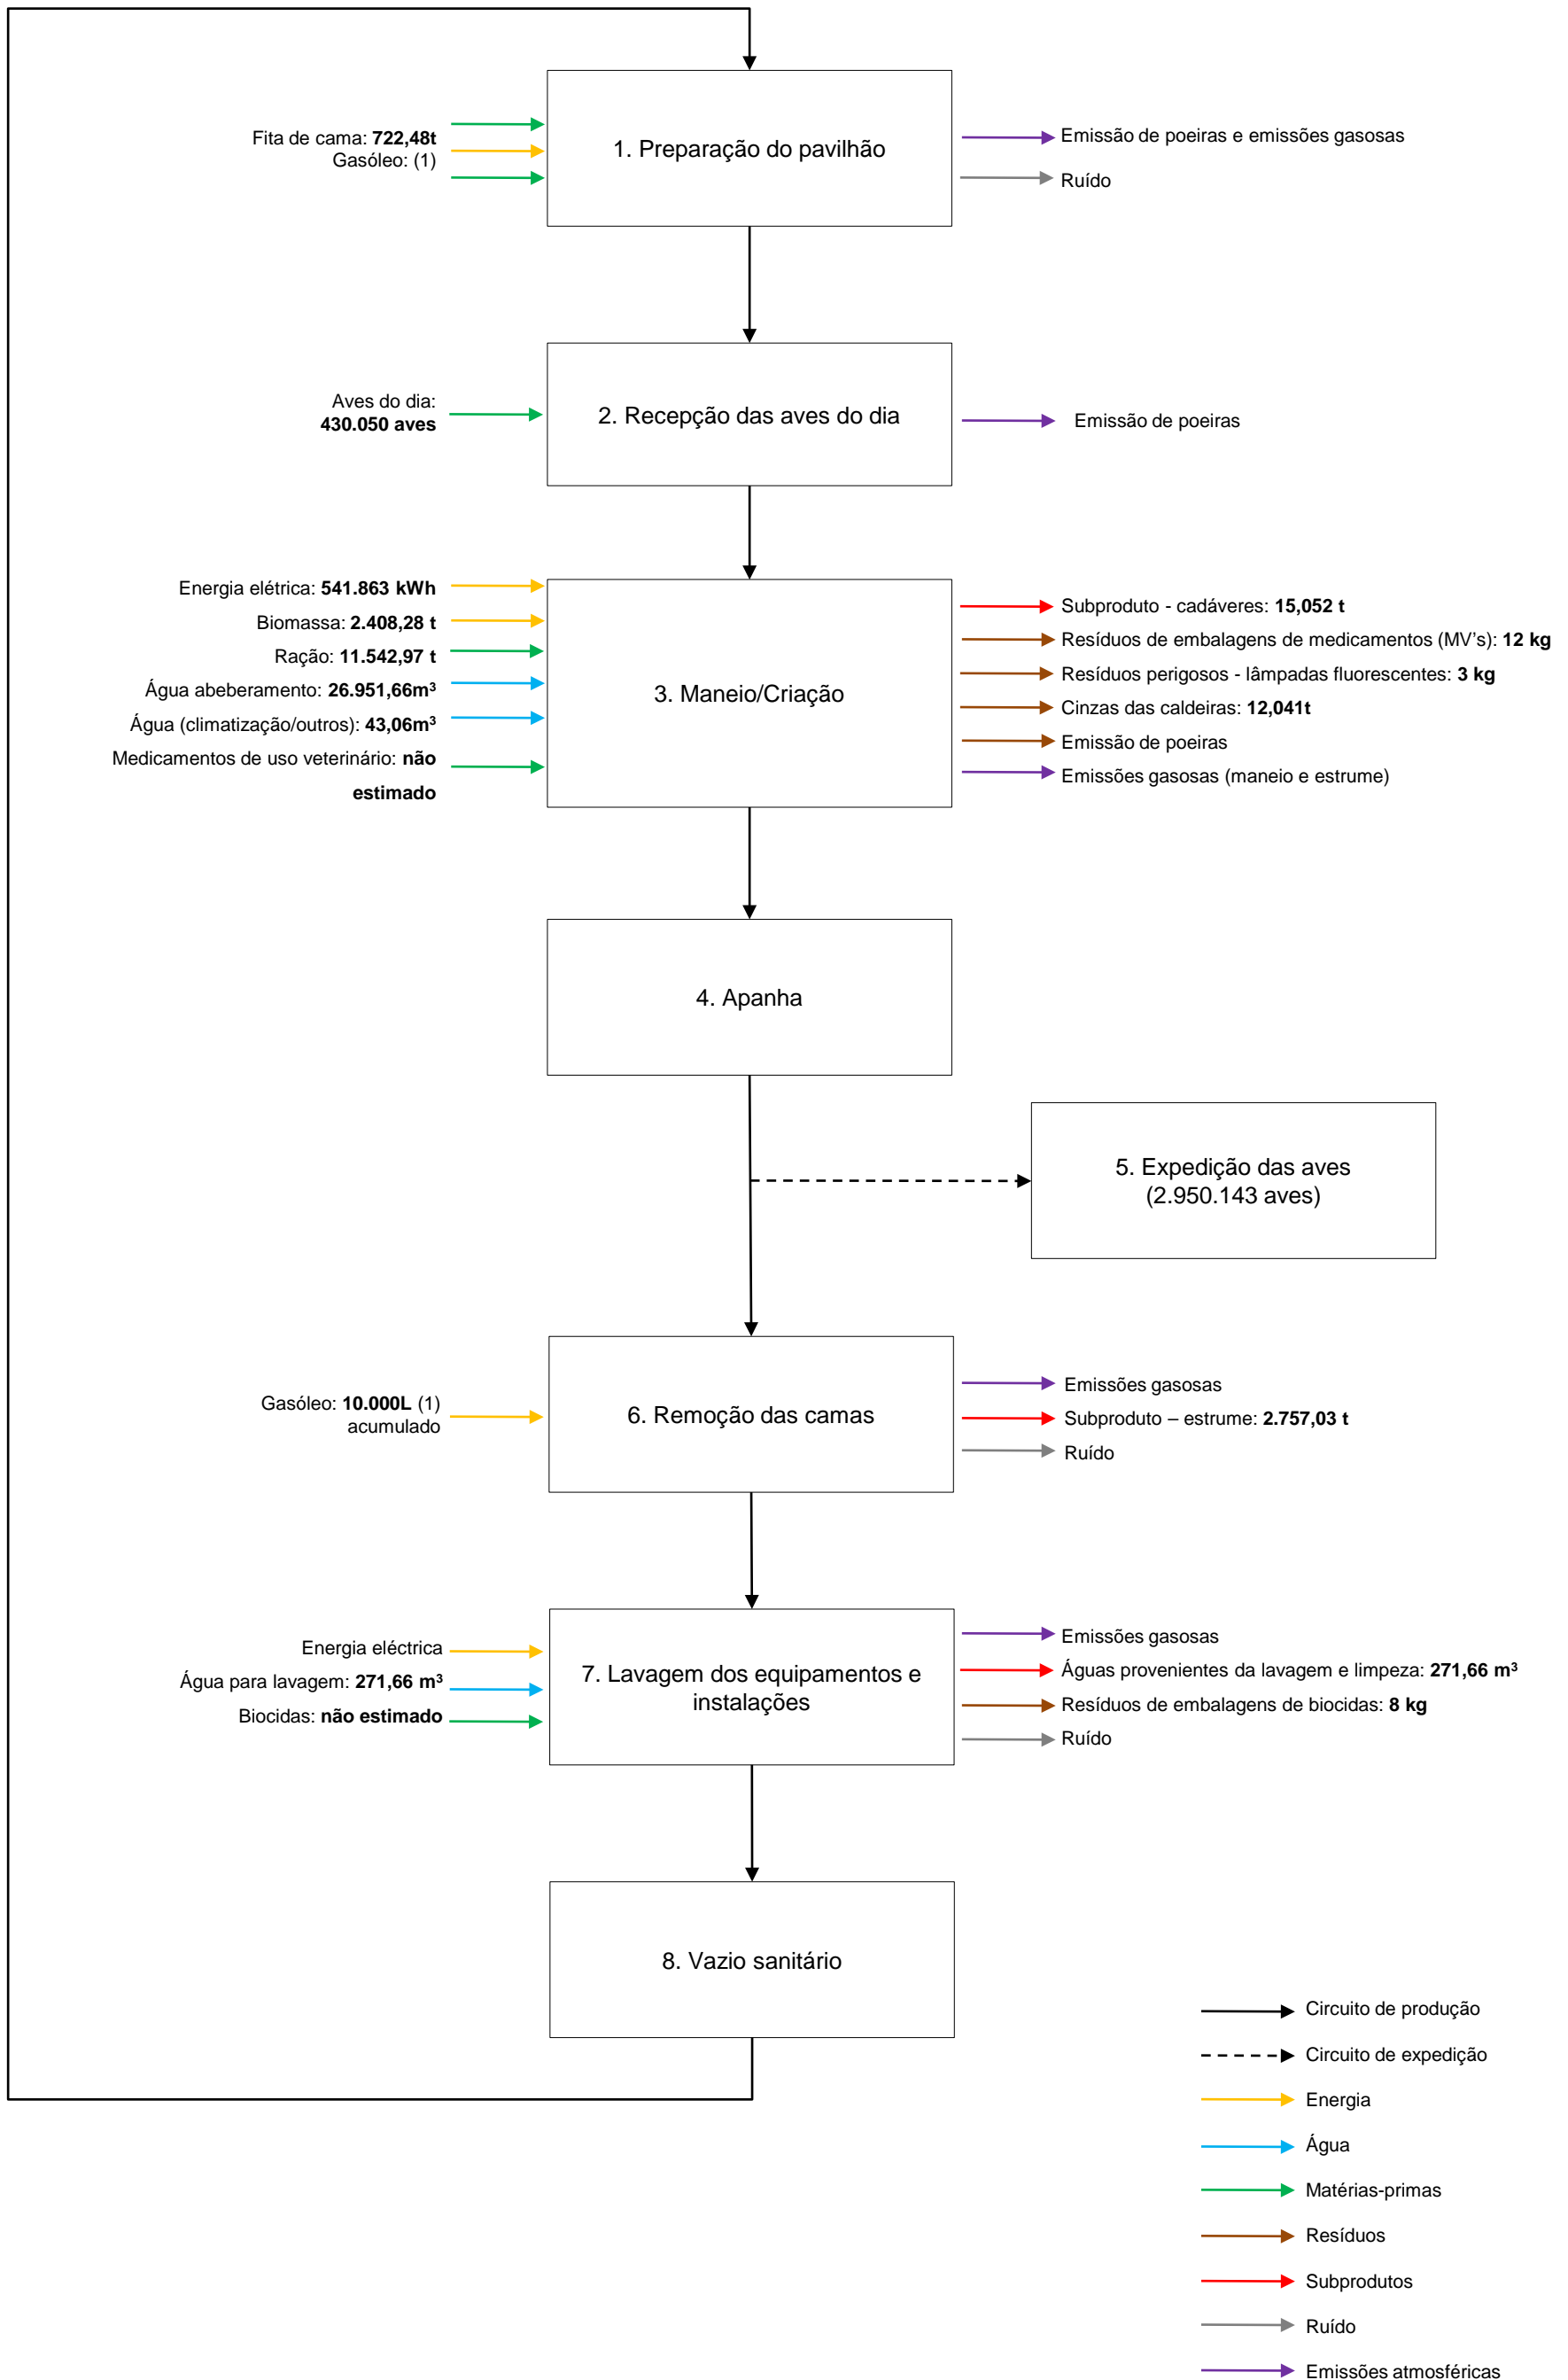 Fita de cama: 722,48t
Gasóleo: (1)
1. Preparação do pavilhão
Emissão de poeiras e emissões gasosas
Ruído
Aves do dia:
430.050 aves
2. Recepção das aves do dia
Emissão de poeiras
Energia elétrica: 541.863 kWh
Biomassa: 2.408,28 t
Ração: 11.542,97 t
Água abeberamento: 26.951,66m³
Água (climatização/outros): 43,06m³
Medicamentos de uso veterinário: não
estimado
3. Maneio/Criação
Subproduto - cadáveres: 15,052 t
Resíduos de embalagens de medicamentos (MV's): 12 kg
Resíduos perigosos - lâmpadas fluorescentes: 3 kg
Cinzas das caldeiras: 12,041t
Emissão de poeiras
Emissões gasosas (maneio e estrume)
4. Apanha
5. Expedição das aves
(2.950.143 aves)
Gasóleo: 10.000L (1)
acumulado
6. Remoção das camas
Emissões gasosas
Subproduto – estrume: 2.757,03 t
Ruído
Energia eléctrica
Água para lavagem: 271,66 m³
Biocidas: não estimado
7. Lavagem dos equipamentos e
instalações
Emissões gasosas
Águas provenientes da lavagem e limpeza: 271,66 m³
Resíduos de embalagens de biocidas: 8 kg
Ruído
8. Vazio sanitário
Circuito de produção
Circuito de expedição
Energia
Água
Matérias-primas
Resíduos
Subprodutos
Ruído
Emissões atmosféricas